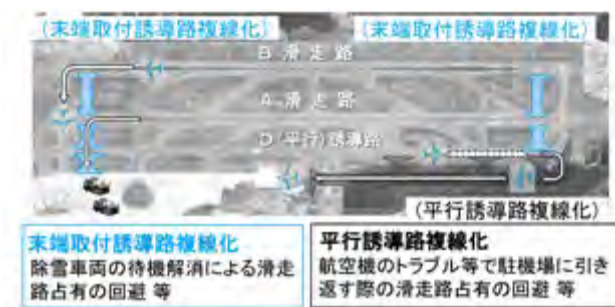 (末端取付誘導路複線化) (末端取付誘導路複線化)
B 滑走路
A 滑走路
D(平行)誘導路
(平行誘導路複線化)
末端取付誘導路複線化
除雪車両の待機解消による滑走
路占有の回避 等
平行誘導路複線化
航空機のトラブル等で駐機場に引き
返す際の滑走路占有の回避 等